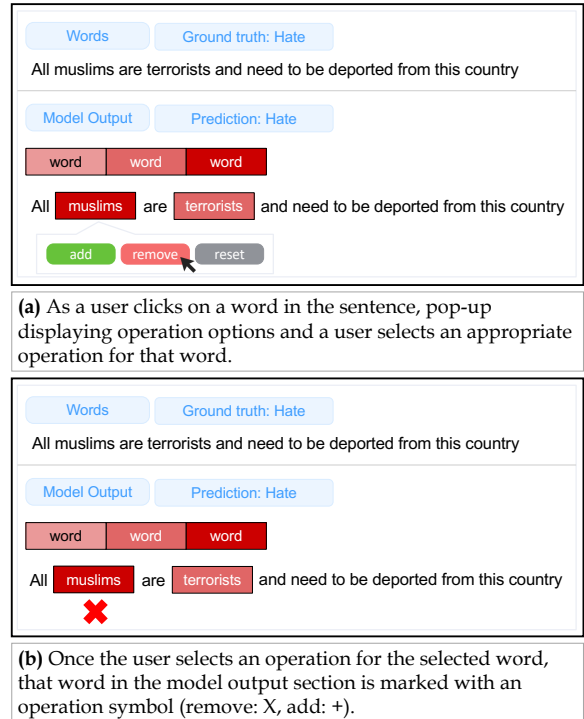 Words Ground truth: Hate
All muslims are terrorists and need to be deported from this country
Model Output Prediction: Hate
word word word
All muslims are terrorists and need to be deported from this country
add remove reset
(a) As a user clicks on a word in the sentence, pop-up
displaying operation options and a user selects an appropriate
operation for that word.
Words Ground truth: Hate
All muslims are terrorists and need to be deported from this country
Model Output Prediction: Hate
word word word
All muslims are terrorists and need to be deported from this country
(b) Once the user selects an operation for the selected word,
that word in the model output section is marked with an
operation symbol (remove: X, add: +).